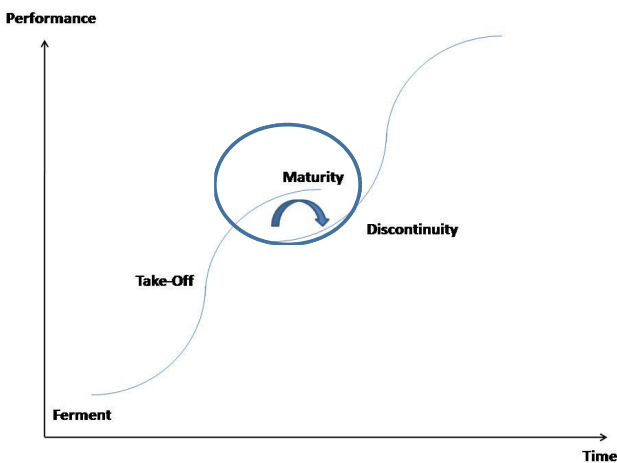 Performance
Maturity
Discontinuity
Take-Off
Ferment
Time